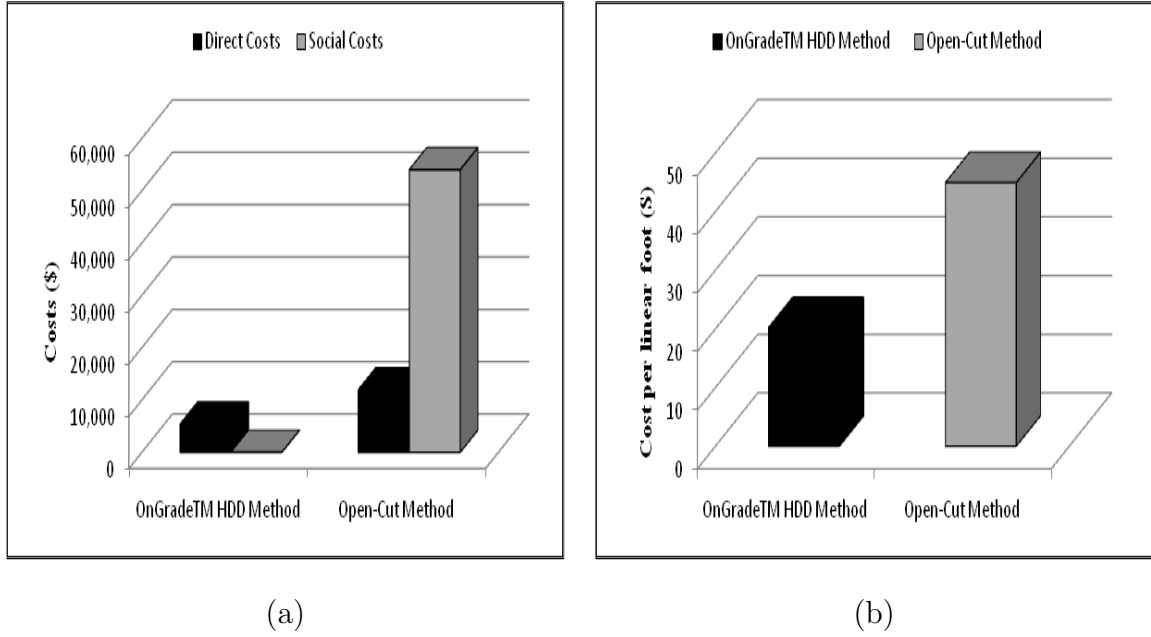 Direct Costs Social Costs
Costs ($)
60,000
50,000
40,000
30,000
20,000
10,000
0
OnGradeTM HDD Method Open-Cut Method
(a)
OnGradeTM HDD Method Open-Cut Method
Cost per linear foot ($)
50
40
30
20
10
0
OnGradeTM HDD Method Open-Cut Method
(b)